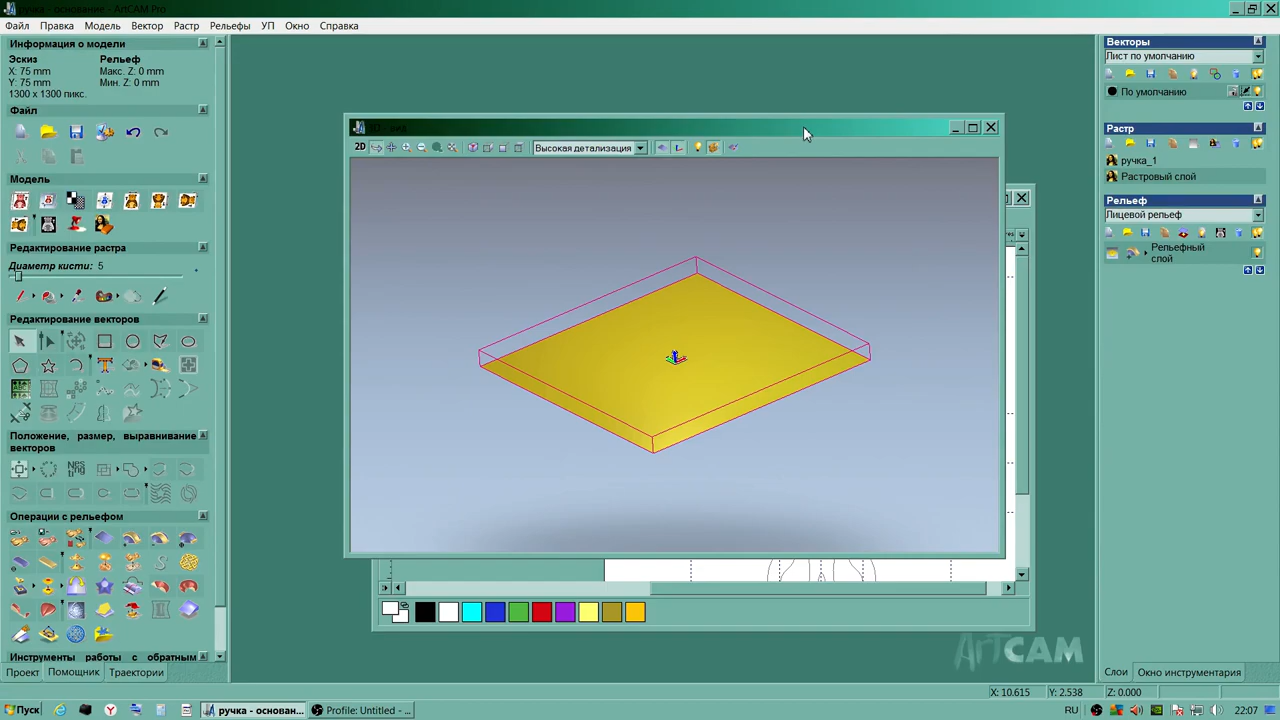 ручка - основание - ArtCAM Pro
Файл Правка Модель Вектор Растр Рельефы УП Окно Справка
Информация о модели
Эскиз Рельеф
X: 75 mm Макс. Z: 0 mm
Y: 75 mm Мин. Z: 0 mm
1300 x 1300 пикс.
Файл
Модель
Редактирование растра
Диаметр кисти: 5
Редактирование векторов
Положение, размер, выравнивание
векторов
Операции с рельефом
Инструменты работы с обратным
Проект Помощник Траектории
2D Высокая детализация
ArtCAM
Векторы
Лист по умолчанию
По умолчанию
Растр
ручка_1
Растровый слой
Рельеф
Лицевой рельеф
Рельефный
слой
Слои Окно инструментария
X: 10.615 Y: 2.538 Z: 0.000
Пуск ручка - основан... Profile: Untitled - ... RU 22:07